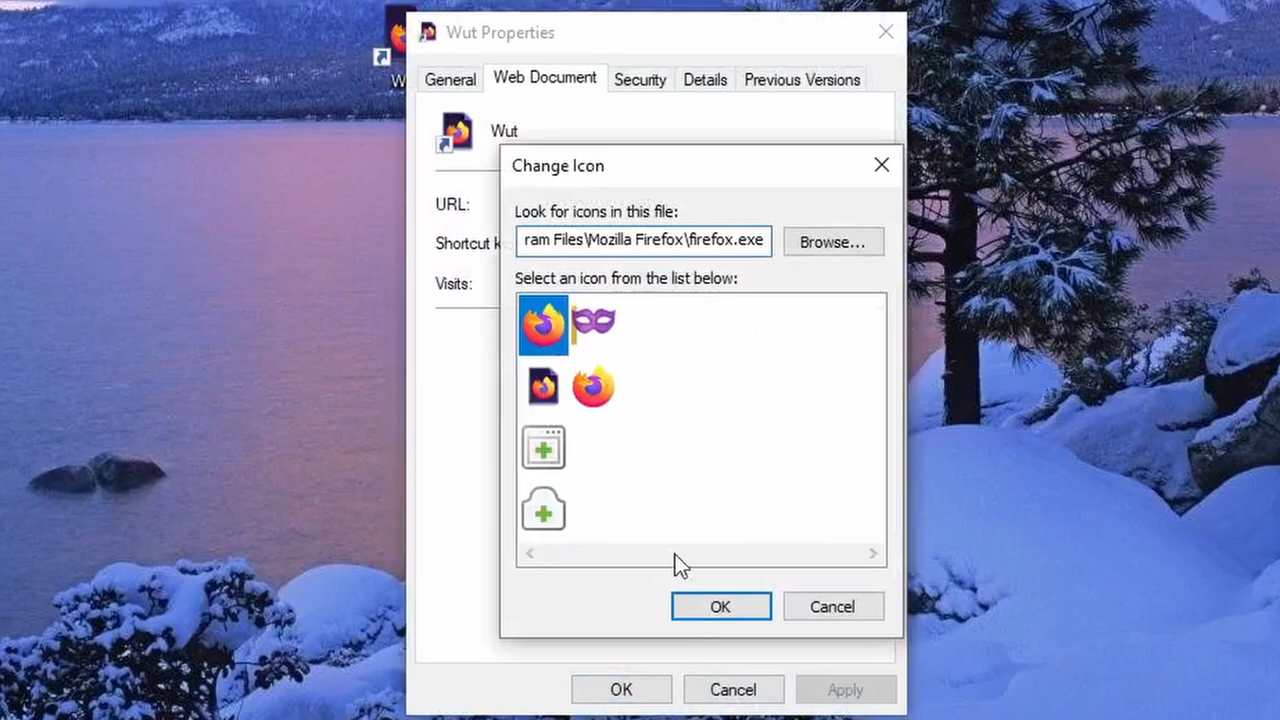 Wut Properties
General Web Document Security Details Previous Versions
Wut
Change Icon
URL:
Look for icons in this file:
ram Files\Mozilla Firefox\firefox.exe Browse...
Shortcut k
Select an icon from the list below:
Visits:
OK Cancel
OK Cancel Apply